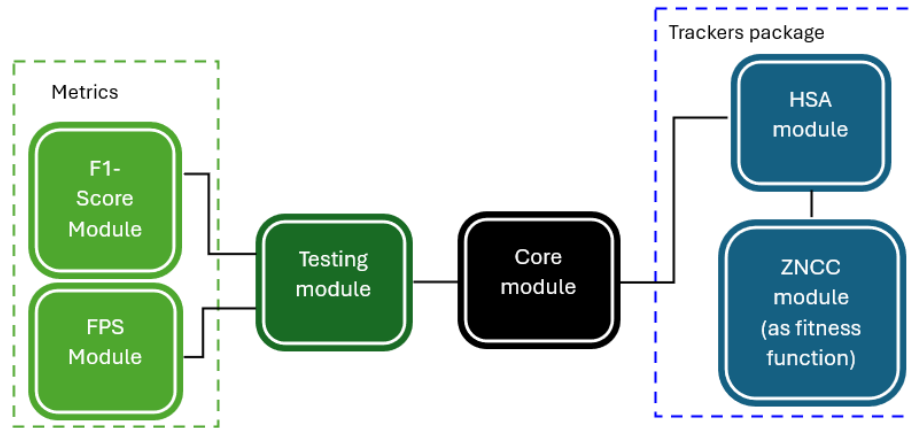 Metrics
F1-
Score
Module
FPS
Module
Testing
module
Core
module
Trackers package
HSA
module
ZNCC
module
(as fitness
function)